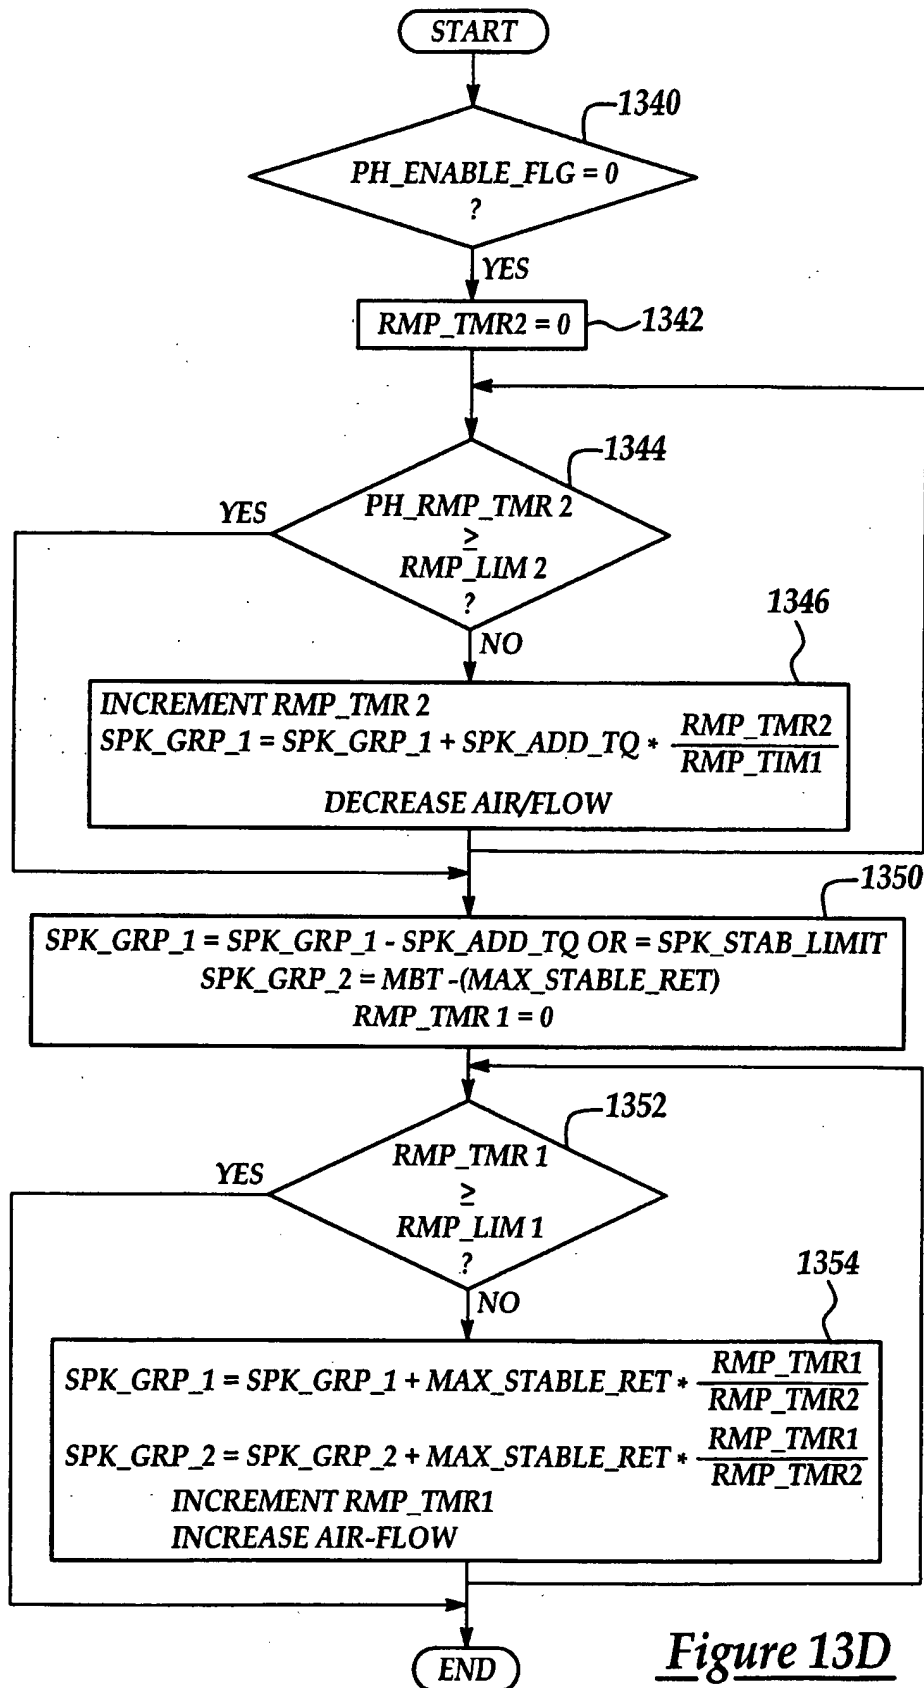 START
1340
PH_ENABLE_FLG = 0
?
YES
RMP_TMR2 = 0
1342
1344
YES
PH_RMP_TMR 2
≥
RMP_LIM 2
?
NO
1346
INCREMENT RMP_TMR 2
SPK_GRP_1 = SPK_GRP_1 + SPK_ADD_TQ * RMP_TMR2
RMP_TIM1
DECREASE AIR/FLOW
1350
SPK_GRP_1 = SPK_GRP_1 - SPK_ADD_TQ OR = SPK_STAB_LIMIT
SPK_GRP_2 = MBT -(MAX_STABLE_RET)
RMP_TMR 1 = 0
1352
YES
RMP_TMR 1
≥
RMP_LIM 1
?
NO
1354
SPK_GRP_1 = SPK_GRP_1 + MAX_STABLE_RET * RMP_TMR1
RMP_TMR2
SPK_GRP_2 = SPK_GRP_2 + MAX_STABLE_RET * RMP_TMR1
RMP_TMR2
INCREMENT RMP_TMR1
INCREASE AIR-FLOW
END
Figure 13D